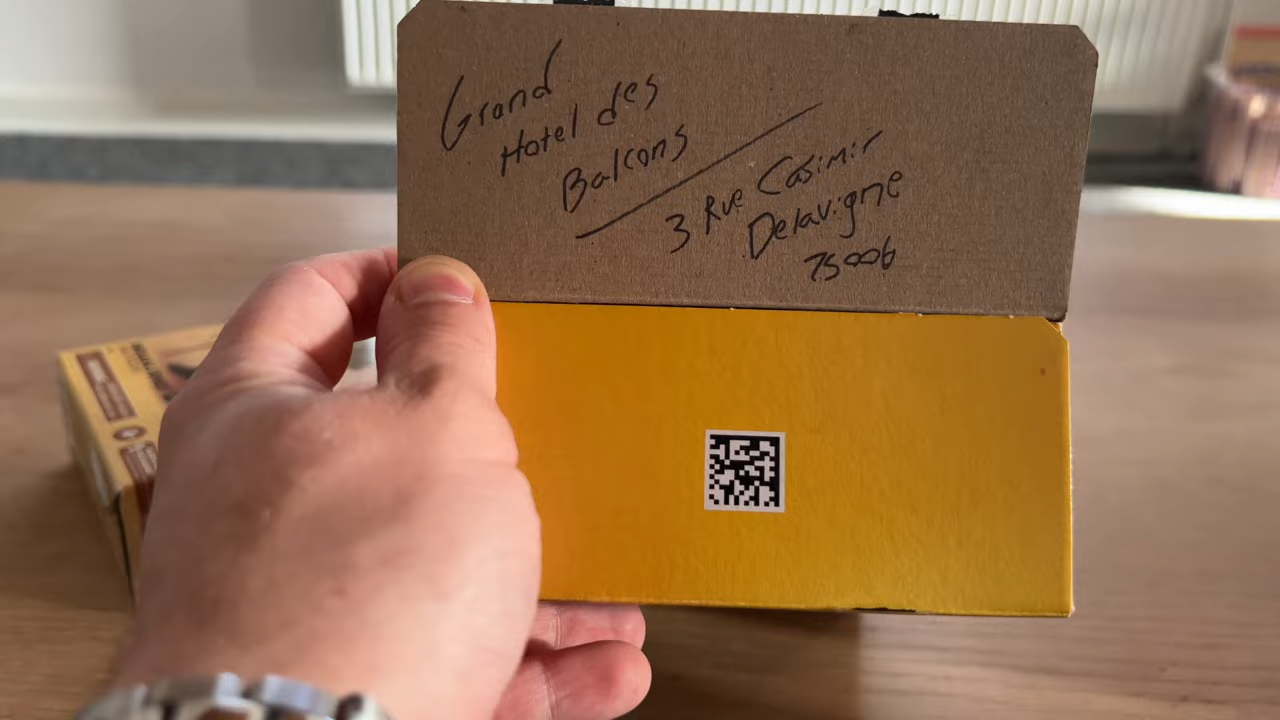 Grand
Hotel des
Balcons
3 Rue Casimir
Delavigne
75006